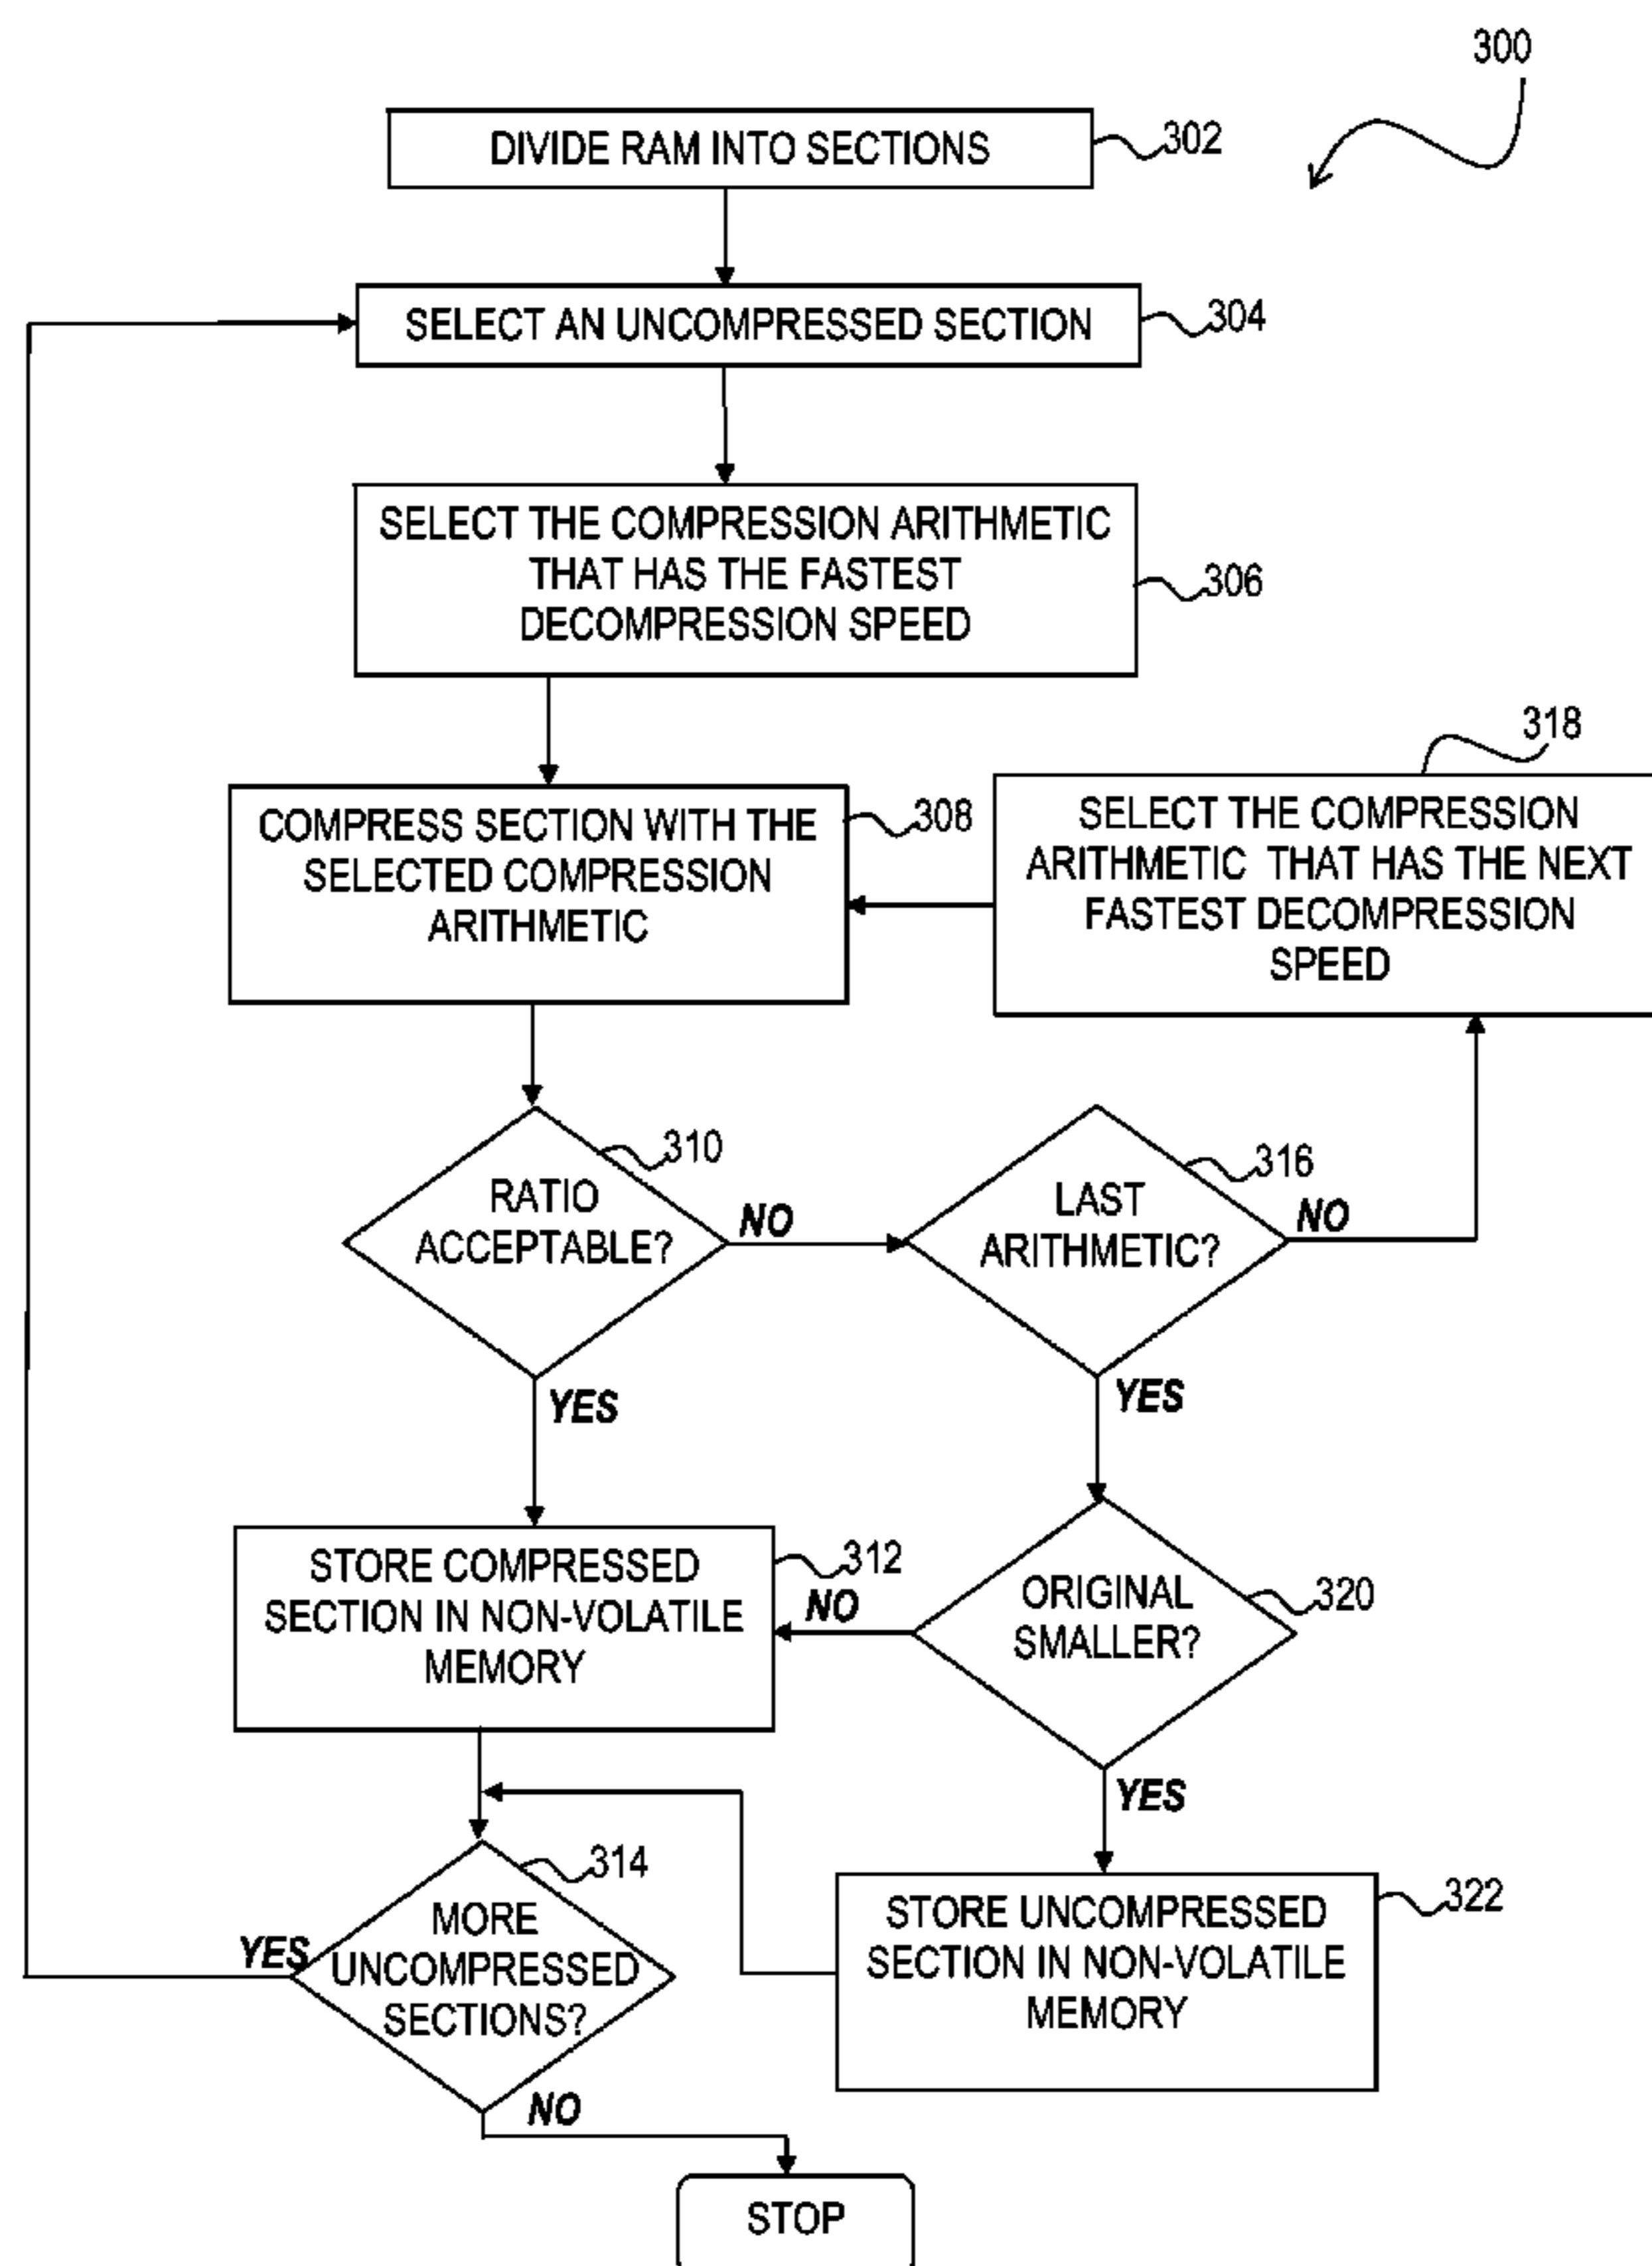 300
DIVIDE RAM INTO SECTIONS
302
SELECT AN UNCOMPRESSED SECTION
304
SELECT THE COMPRESSION ARITHMETIC
THAT HAS THE FASTEST
DECOMPRESSION SPEED
306
318
COMPRESS SECTION WITH THE
SELECTED COMPRESSION
ARITHMETIC
308
SELECT THE COMPRESSION
ARITHMETIC THAT HAS THE NEXT
FASTEST DECOMPRESSION
SPEED
310
RATIO
ACCEPTABLE?
NO
316
LAST
ARITHMETIC?
NO
YES
YES
STORE COMPRESSED
SECTION IN NON-VOLATILE
MEMORY
312
NO
ORIGINAL
SMALLER?
320
YES
314
MORE
UNCOMPRESSED
SECTIONS?
YES
STORE UNCOMPRESSED
SECTION IN NON-VOLATILE
MEMORY
322
NO
STOP